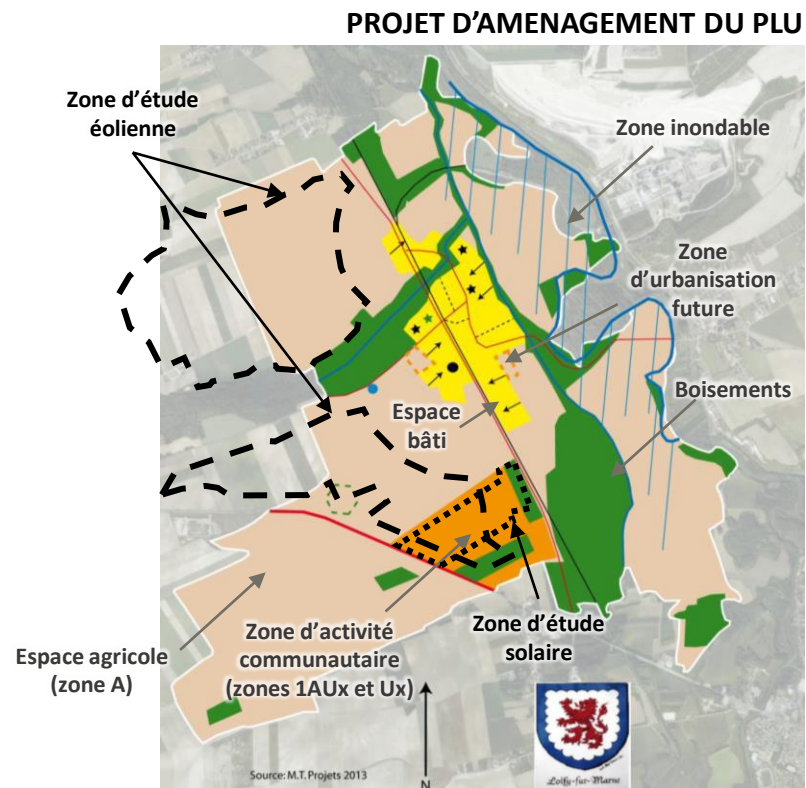 PROJET D’AMENAGEMENT DU PLU
Zone d’étude
éolienne
Zone inondable
Zone
d’urbanisation
future
Boisements
Espace
bâti
Zone d’étude
solaire
Zone d’activité
communautaire
(zones 1AUx et Ux)
Espace agricole
(zone A)
Source: M.T. Projets 2013
N
Loisy-sur-Marne